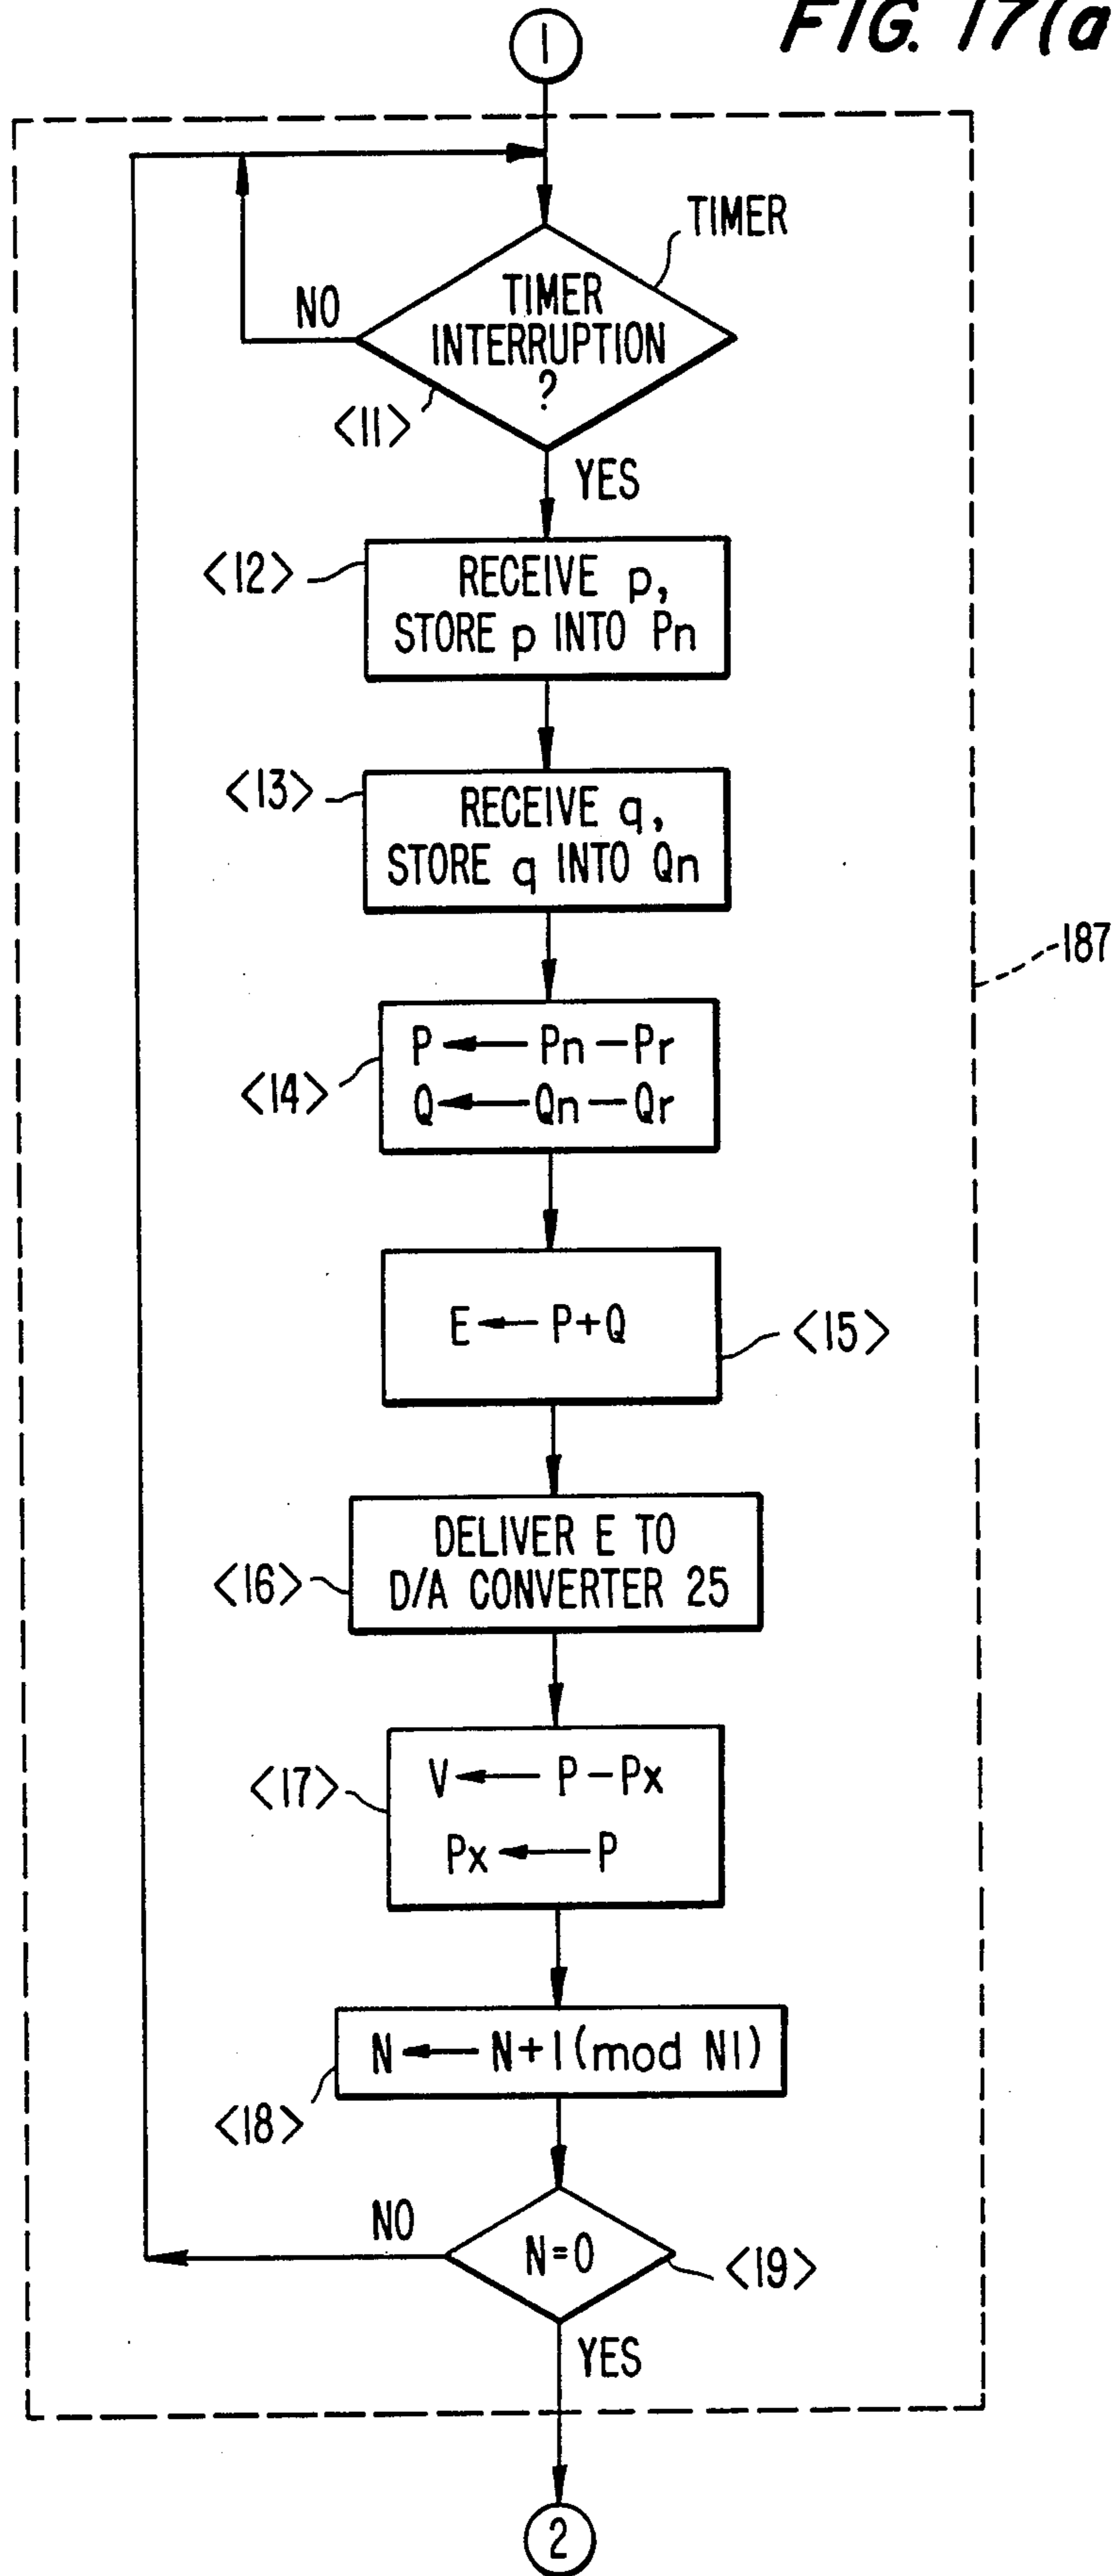 FIG. 17(a
1
TIMER
TIMER
INTERRUPTION
?
NO
<11>
YES
<12>
RECEIVE p,
STORE p INTO Pn
<13>
RECEIVE q,
STORE q INTO Qn
187
<14>
P ← Pn − Pr
Q ← Qn − Qr
E ← P+Q
<15>
DELIVER E TO
D/A CONVERTER 25
<16>
<17>
V ← P − Px
Px ← P
N ← N+1 (mod N1)
<18>
NO
N=0
<19>
YES
2